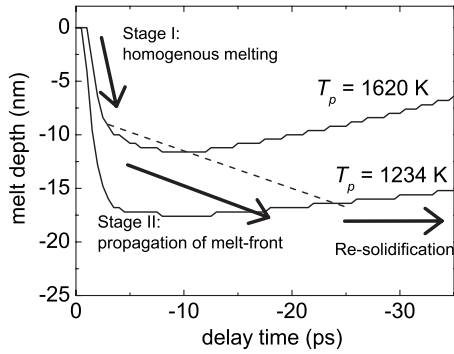 Stage I:
homogenous melting
T_p = 1620 K
T_p = 1234 K
Stage II:
propagation of melt-front
Re-solidification
melt depth (nm)
0
-5
-10
-15
-20
-25
0
-10
-20
-30
delay time (ps)